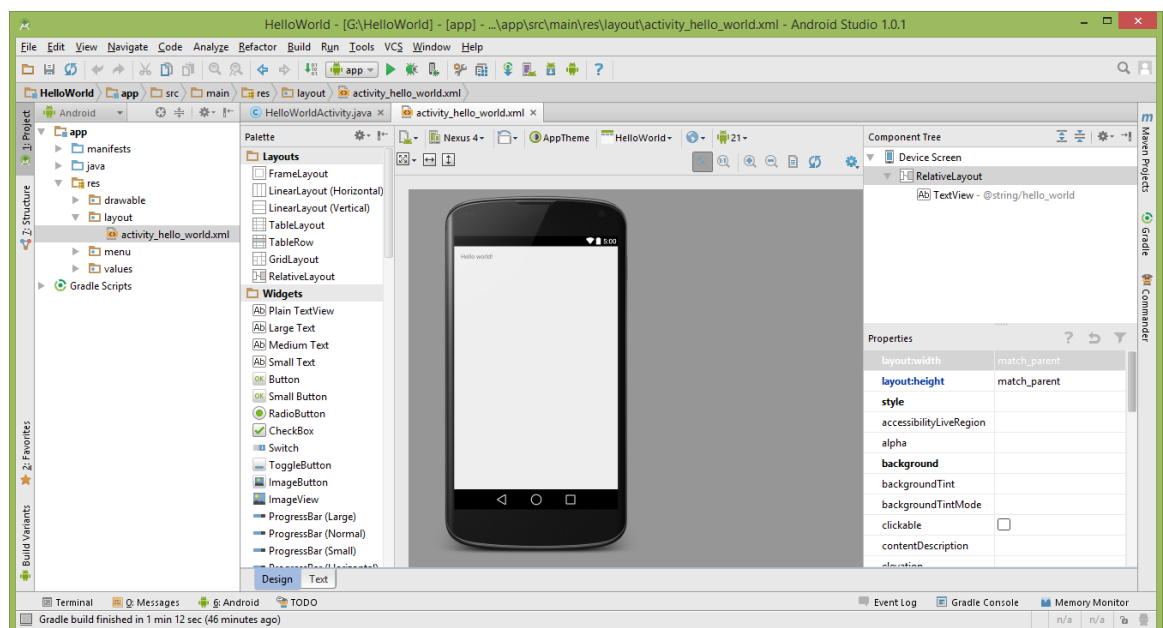 HelloWorld - [G:\HelloWorld] - [app] - ...\app\src\main\res\layout\activity_hello_world.xml - Android Studio 1.0.1
File Edit View Navigate Code Analyze Refactor Build Run Tools VCS Window Help
app
HelloWorld app src main res layout activity_hello_world.xml
1: Project
7: Structure
2: Favorites
Build Variants
Android
app
manifests
java
res
drawable
layout
activity_hello_world.xml
menu
values
Gradle Scripts
HelloWorldActivity.java
activity_hello_world.xml
Palette
Layouts
FrameLayout
LinearLayout (Horizontal)
LinearLayout (Vertical)
TableLayout
TableRow
GridLayout
RelativeLayout
Widgets
Ab Plain TextView
Ab Large Text
Ab Medium Text
Ab Small Text
OK Button
OK Small Button
RadioButton
CheckBox
Switch
ToggleButton
ImageButton
ImageView
ProgressBar (Large)
ProgressBar (Normal)
ProgressBar (Small)
Design Text
Nexus 4 AppTheme HelloWorld 21
5:00
Hello world!
Component Tree
Device Screen
RelativeLayout
Ab TextView - @string/hello_world
Properties
layout:width match_parent
layout:height match_parent
style
accessibilityLiveRegion
alpha
background
backgroundTint
backgroundTintMode
clickable
contentDescription
m Maven Projects
Gradle
Commander
Terminal 0: Messages 6: Android TODO Event Log Gradle Console Memory Monitor
Gradle build finished in 1 min 12 sec (46 minutes ago) n/a n/a